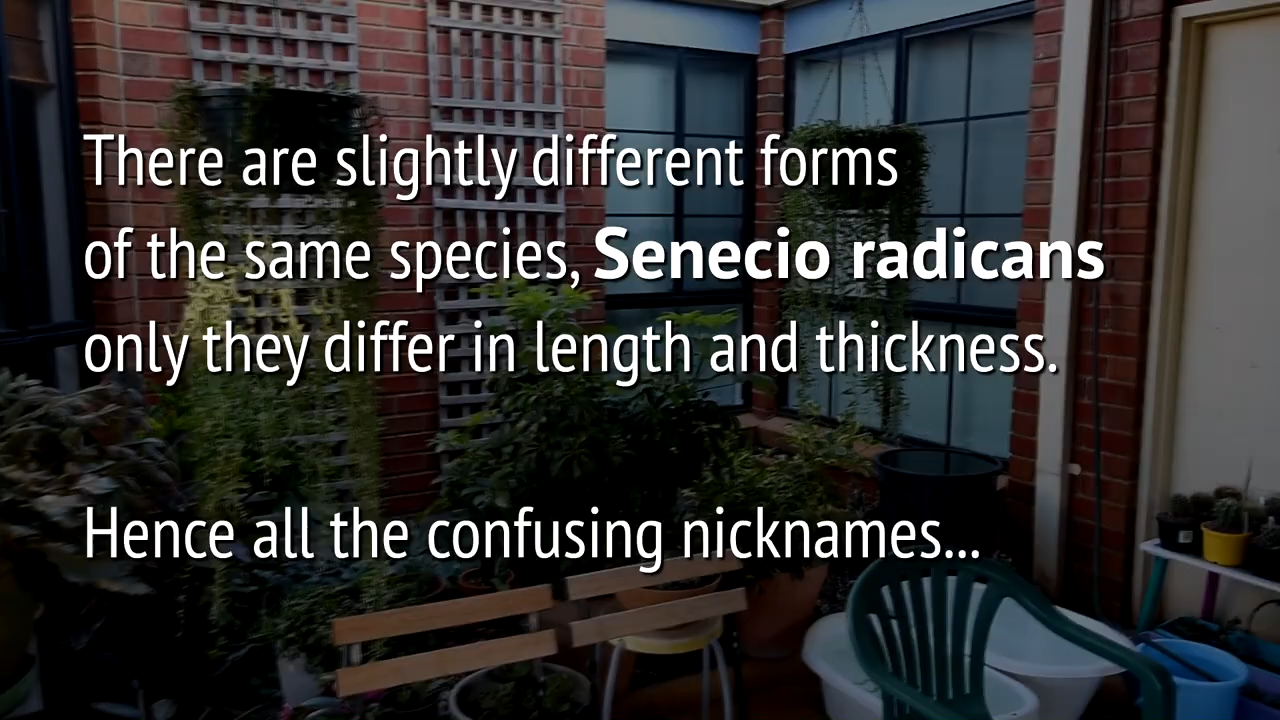 There are slightly different forms
of the same species, Senecio radicans
only they differ in length and thickness.
Hence all the confusing nicknames...